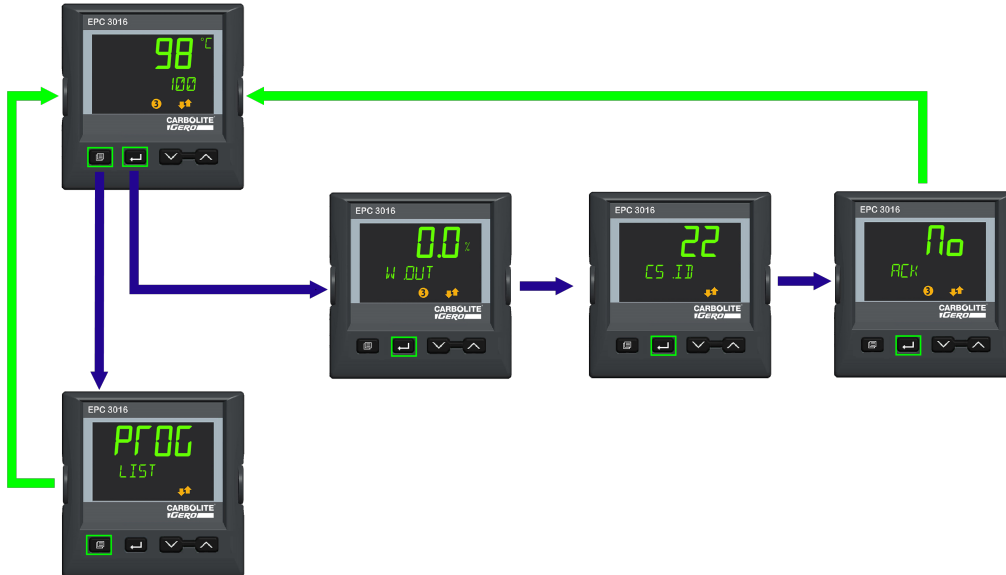 EPC 3016
98 °C
100
3
CARBOLITE
GERO
EPC 3016
0.0 %
W.OUT
3
CARBOLITE
GERO
EPC 3016
22
CS.ID
CARBOLITE
GERO
EPC 3016
No
ACK
3
CARBOLITE
GERO
EPC 3016
PrOG
LIST
CARBOLITE
GERO